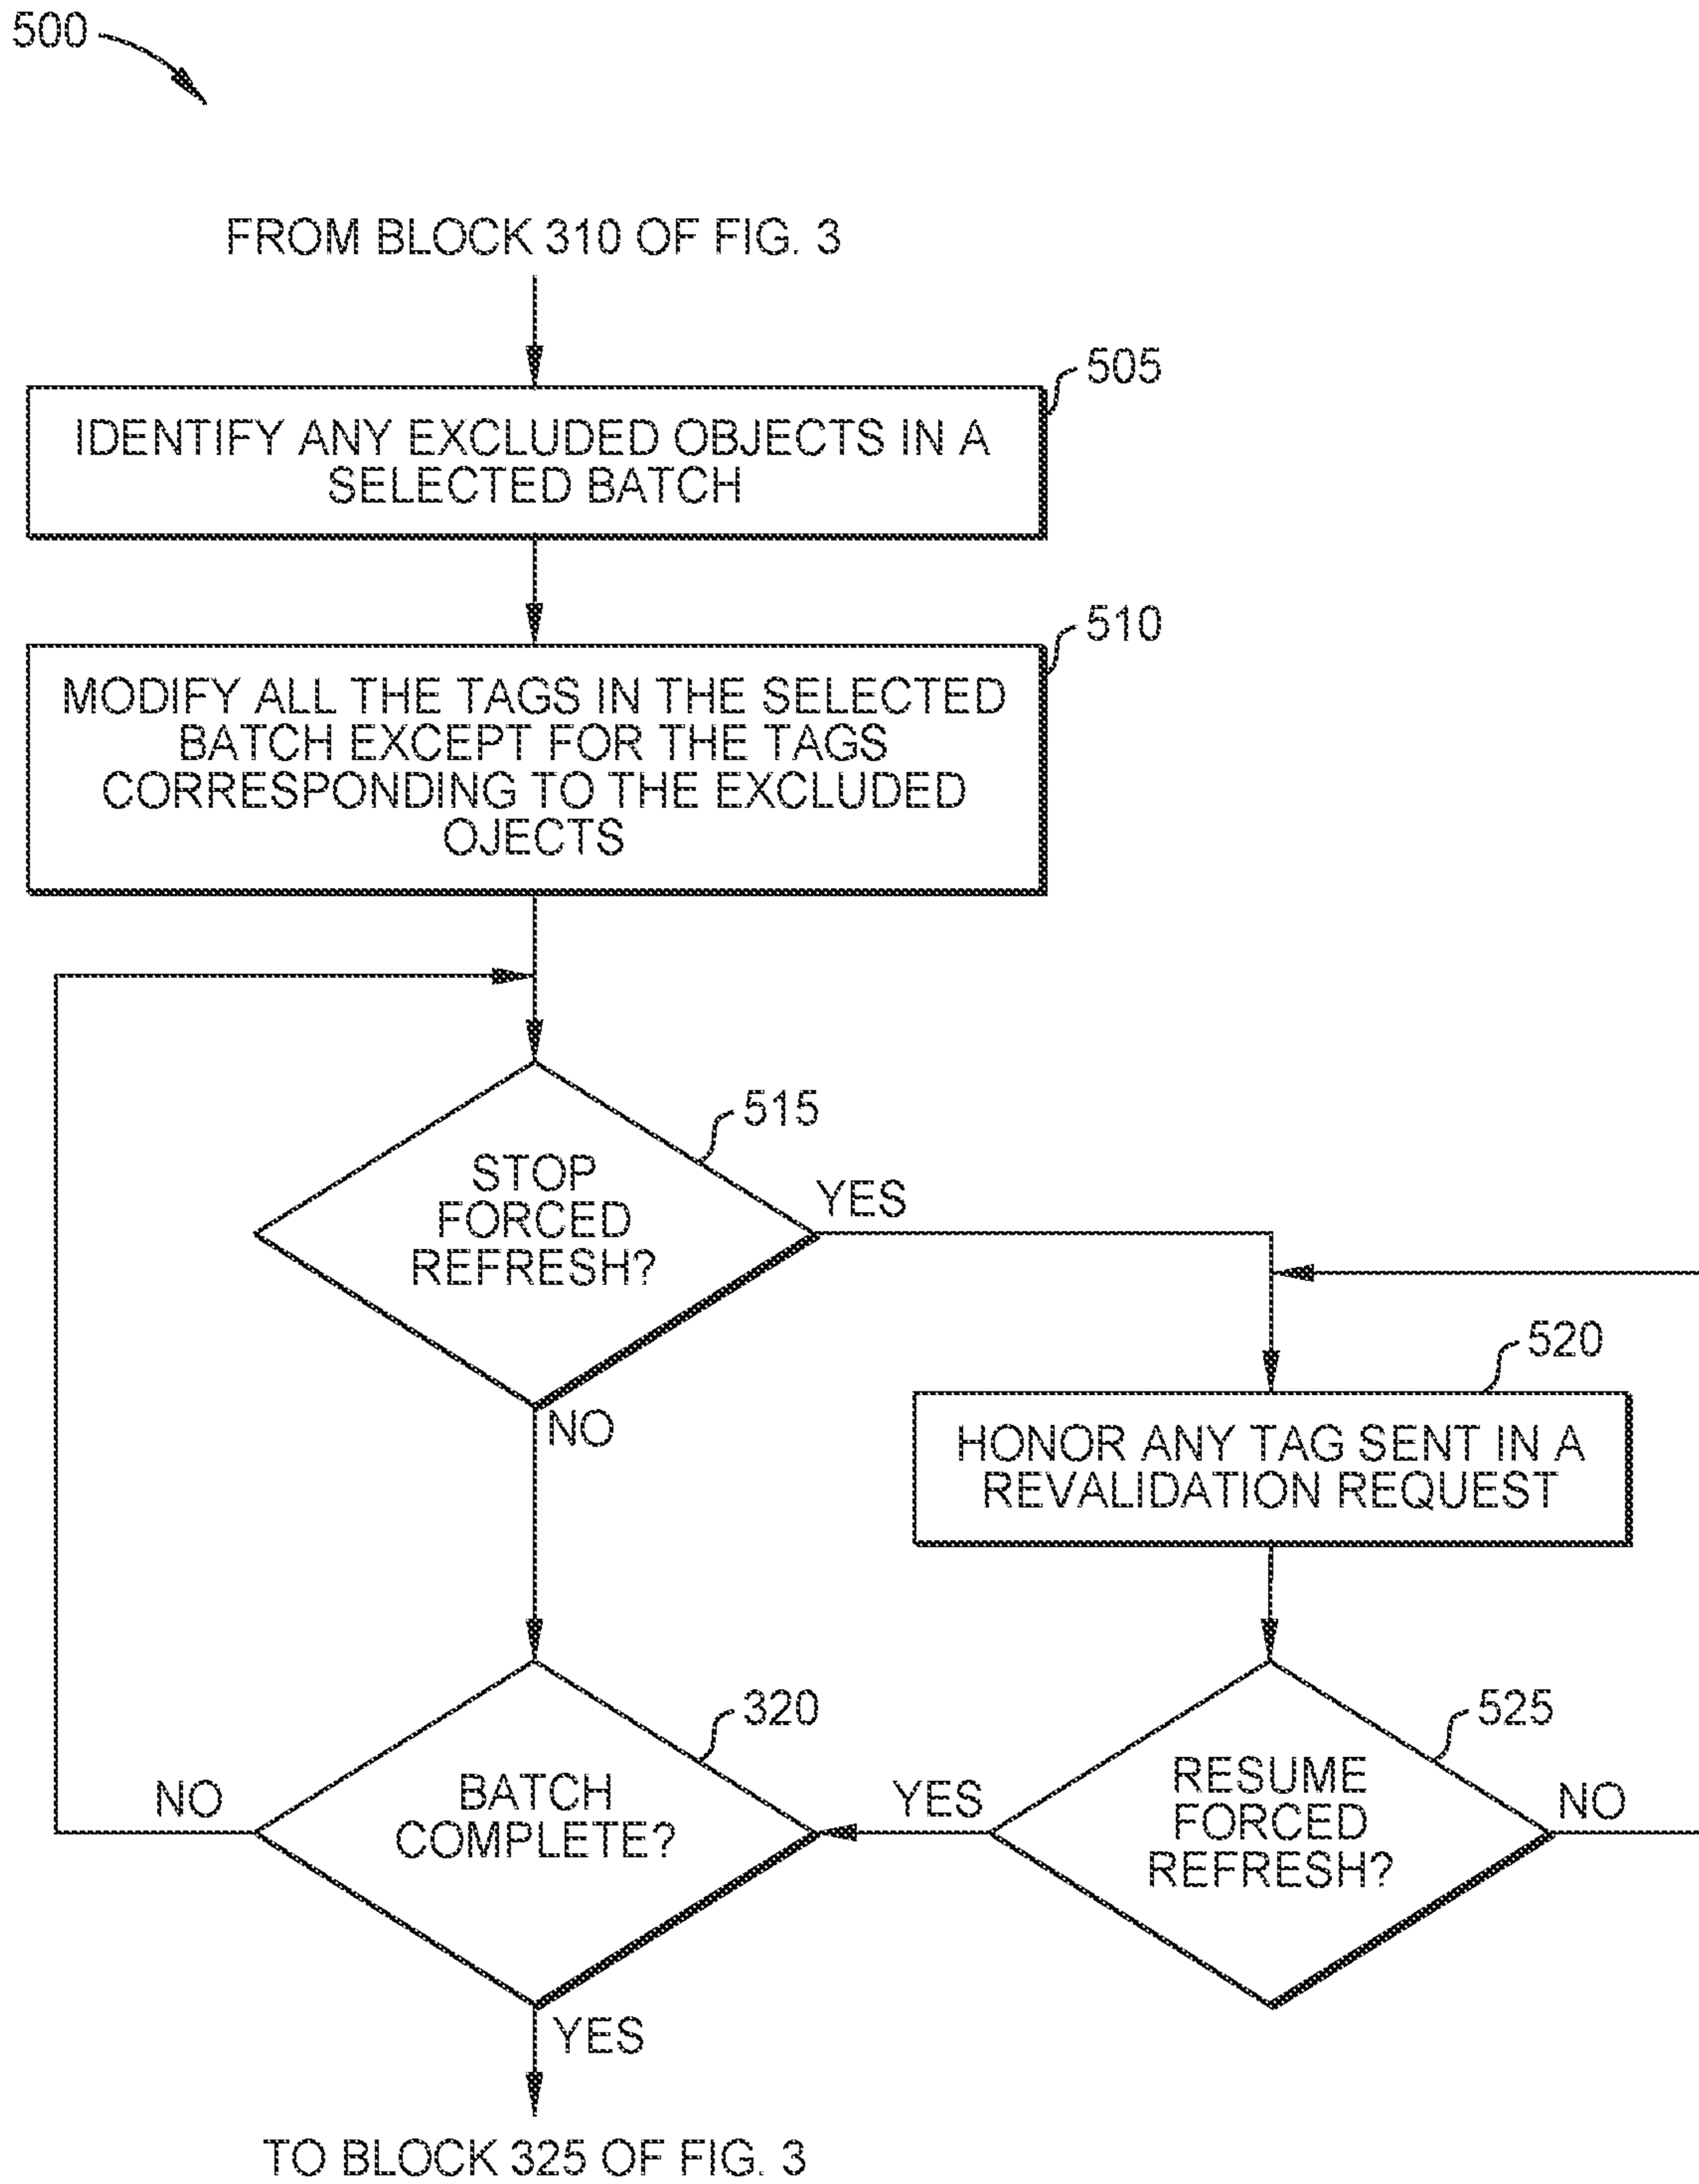 500
FROM BLOCK 310 OF FIG. 3
505
IDENTIFY ANY EXCLUDED OBJECTS IN A
SELECTED BATCH
510
MODIFY ALL THE TAGS IN THE SELECTED
BATCH EXCEPT FOR THE TAGS
CORRESPONDING TO THE EXCLUDED
OJECTS
515
STOP
FORCED
REFRESH?
YES
NO
520
HONOR ANY TAG SENT IN A
REVALIDATION REQUEST
320
BATCH
COMPLETE?
NO
YES
525
RESUME
FORCED
REFRESH?
YES
NO
TO BLOCK 325 OF FIG. 3